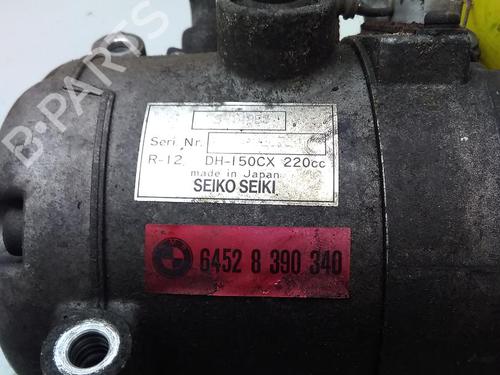 B-PARTS
Seri. Nr.
R-12 DH-150CX 220cc
made in Japan
SEIKO SEIKI
6452 8 390 340